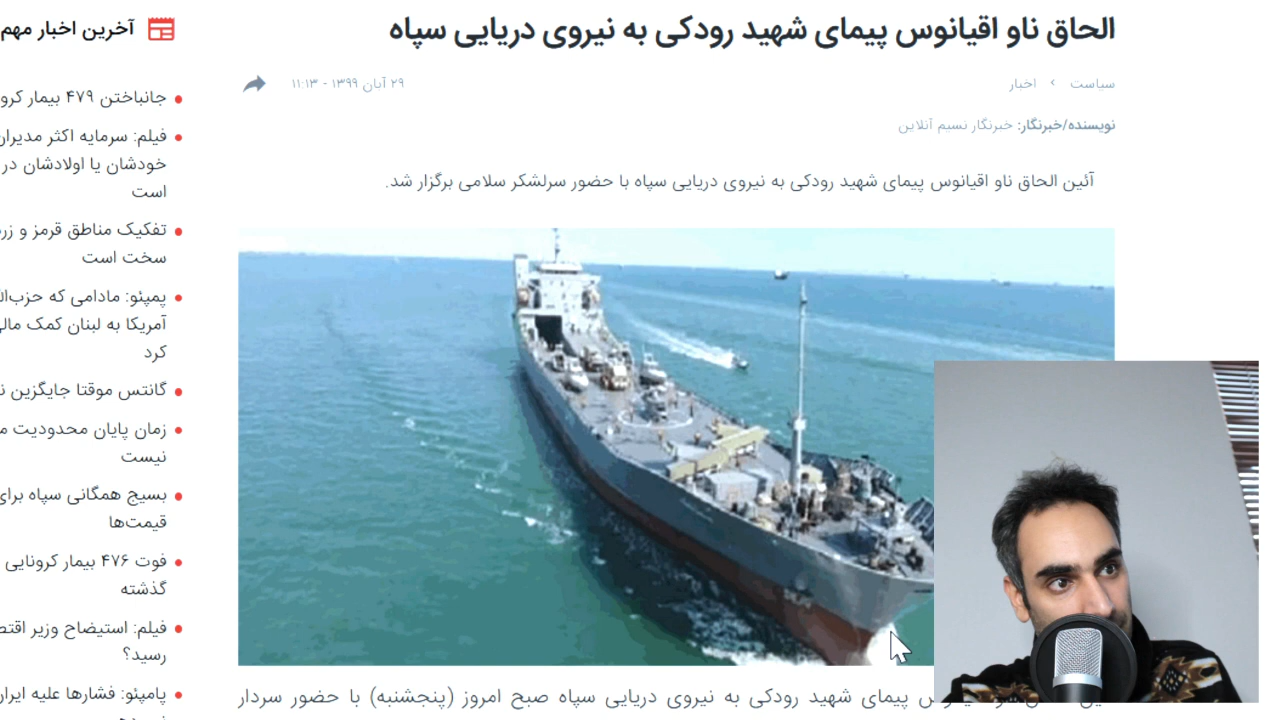 الحاق ناو اقیانوس پیمای شهید رودکی به نیروی دریایی سپاه
سیاست › اخبار
۲۹ آبان ۱۳۹۹ - ۱۱:۱۳
نویسنده/خبرنگار: خبرنگار نسیم آنلاین
آئین الحاق ناو اقیانوس پیمای شهید رودکی به نیروی دریایی سپاه با حضور سرلشکر سلامی برگزار شد.
پیمای شهید رودکی به نیروی دریایی سپاه صبح امروز (پنجشنبه) با حضور سردار
آخرین اخبار مهم
جانباختن ۴۷۹ بیمار
فیلم: سرمایه اکثر
خودشان یا اولادشان در
است
تفکیک مناطق قرمز و
سخت است
پمپئو: مادامی که
آمریکا به لبنان کمک
کرد
گانتس موقتا جایگزین
زمان پایان محدودیت
نیست
بسیج همگانی سپاه
قیمت‌ها
فوت ۴۷۶ بیمار کرونایی
گذشته
فیلم: استیضاح وزیر
رسید؟
پامپئو: فشارها علیه